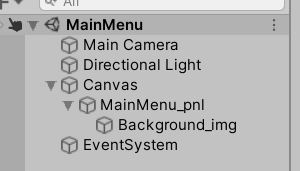 All
MainMenu
Main Camera
Directional Light
Canvas
MainMenu_pnl
Background_img
EventSystem